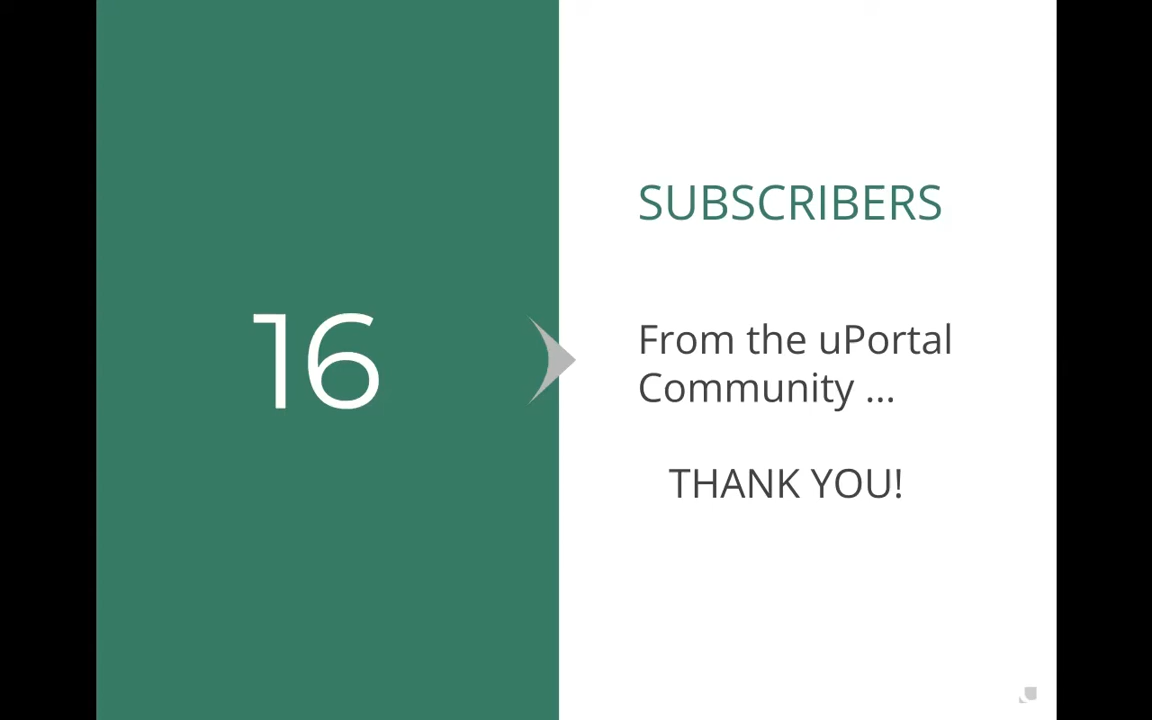 16
SUBSCRIBERS
From the uPortal
Community ...
THANK YOU!